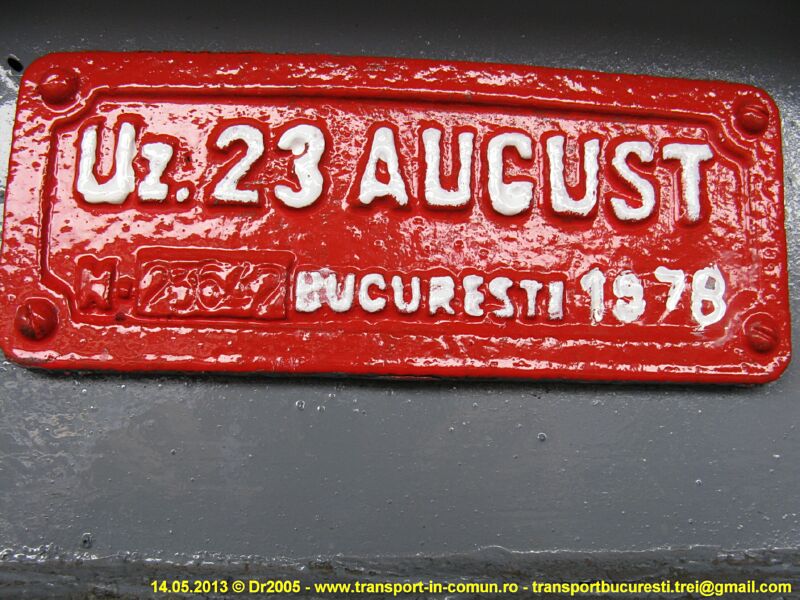 Uz. 23 AUGUST
BUCURESTI 1978
14.05.2013 © Dr2005 - www.transport-in-comun.ro - transportbucuresti.trei@gmail.com